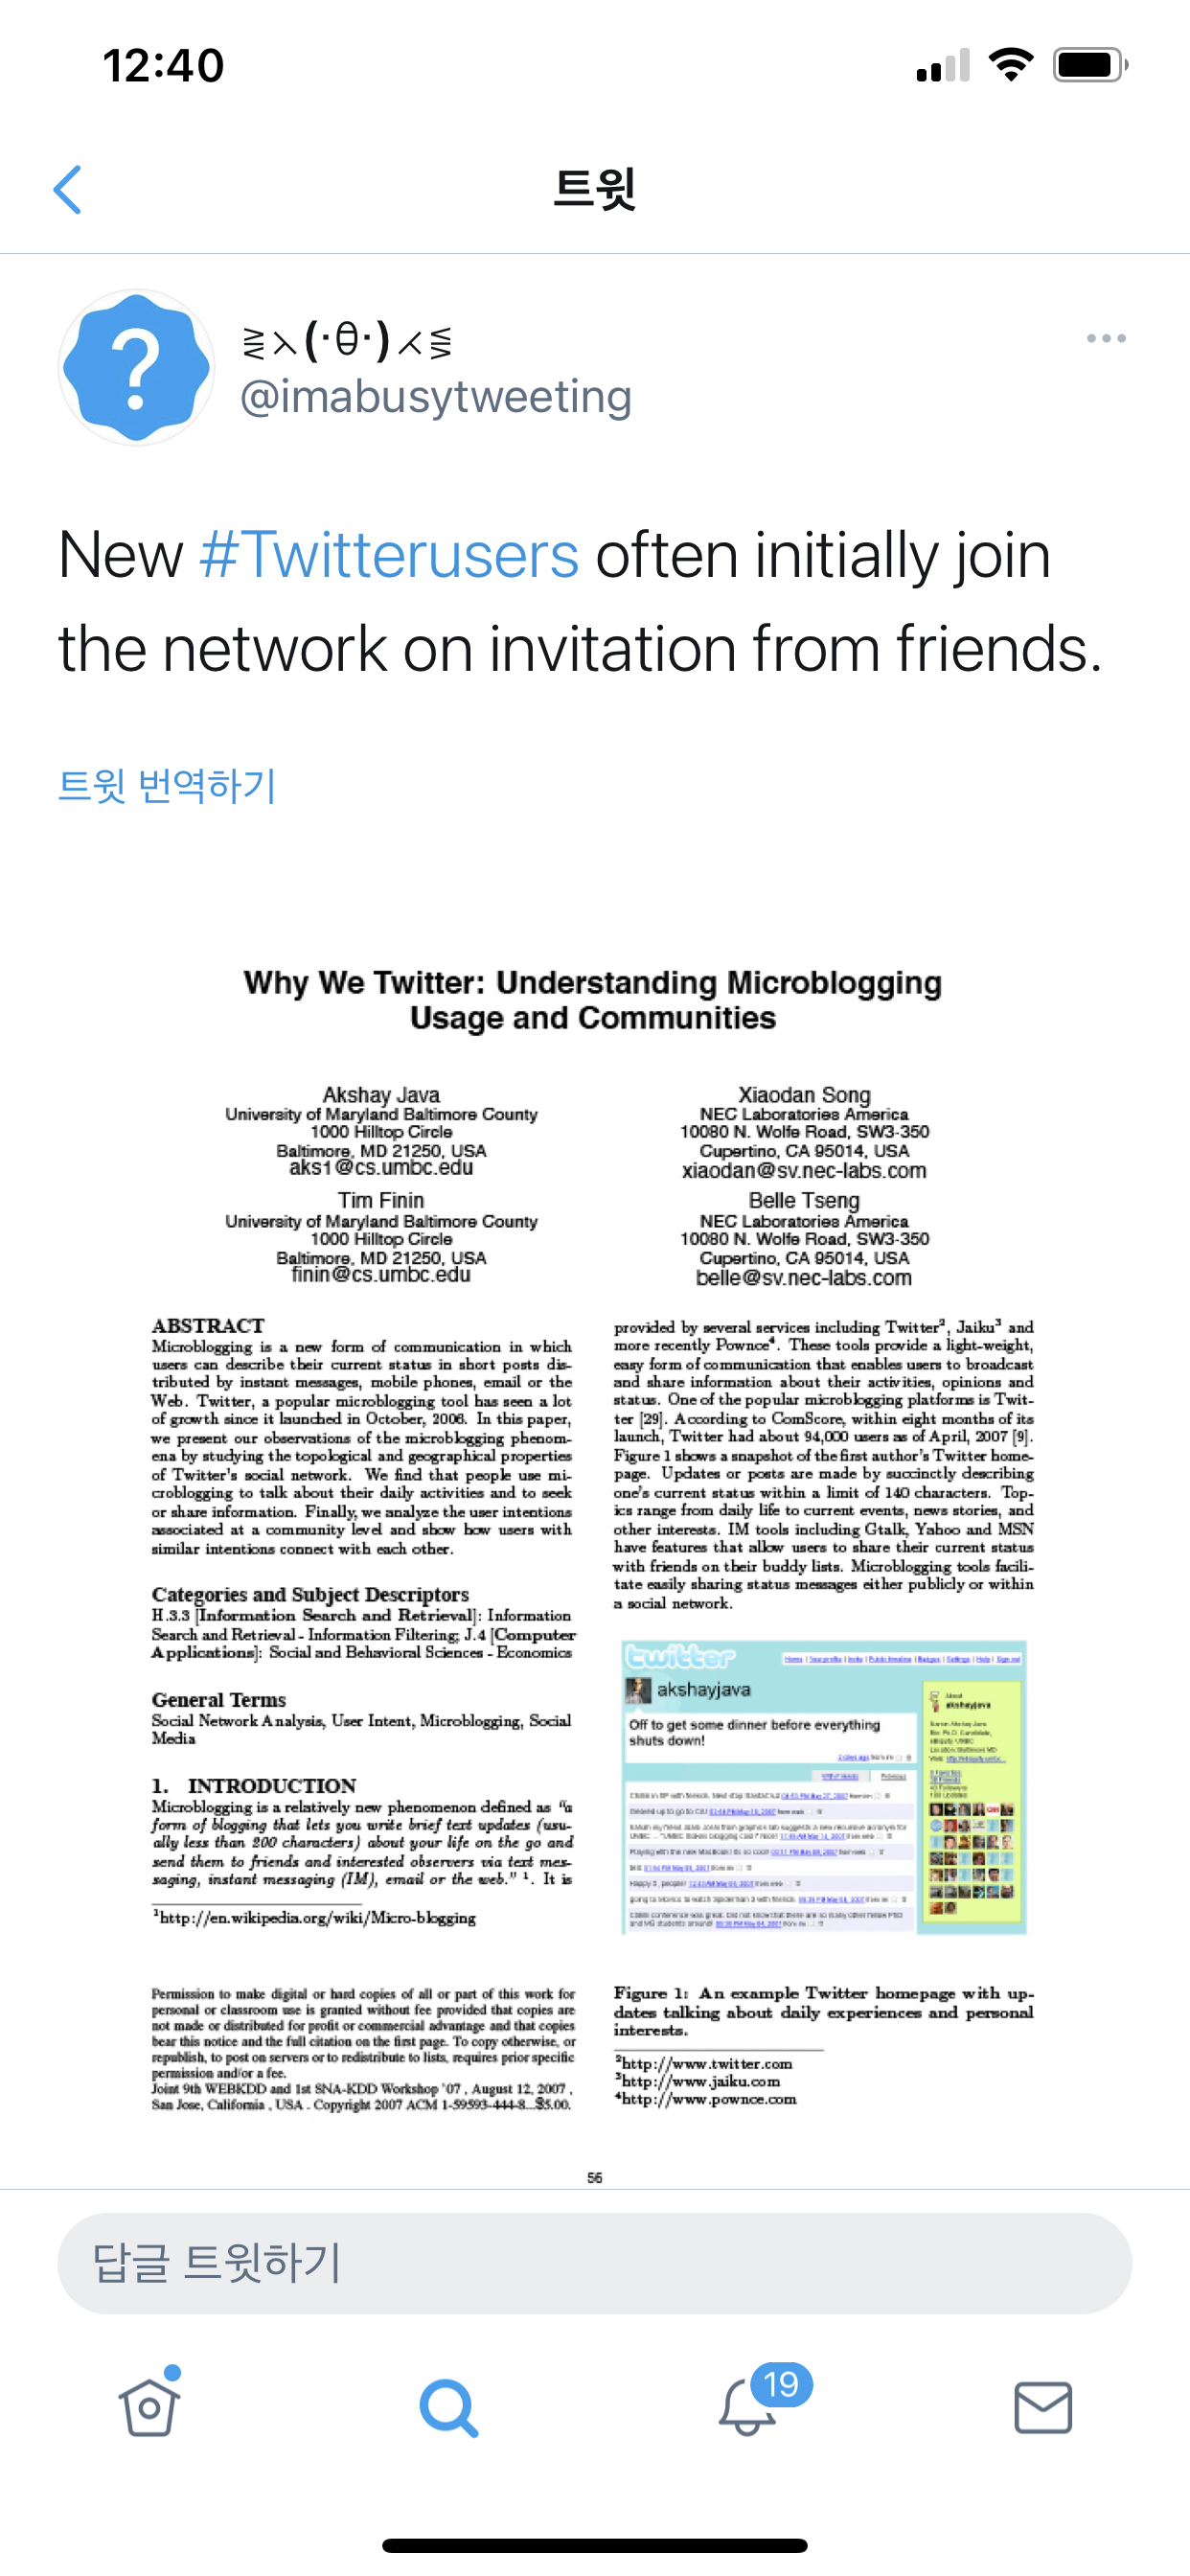 12:40
트윗
⋛⋋(·θ·)⋌⋚
@imabusytweeting
New #Twitterusers often initially join
the network on invitation from friends.
트윗 번역하기
Why We Twitter: Understanding Microblogging
Usage and Communities
Akshay Java
University of Maryland Baltimore County
1000 Hilltop Circle
Baltimore, MD 21250, USA
aks1@cs.umbc.edu
Xiaodan Song
NEC Laboratories America
10080 N. Wolfe Road, SW3-350
Cupertino, CA 95014, USA
xiaodan@sv.nec-labs.com
Tim Finin
University of Maryland Baltimore County
1000 Hilltop Circle
Baltimore, MD 21250, USA
finin@cs.umbc.edu
Belle Tseng
NEC Laboratories America
10080 N. Wolfe Road, SW3-350
Cupertino, CA 95014, USA
belle@sv.nec-labs.com
ABSTRACT
Microblogging is a new form of communication in which
users can describe their current status in short posts dis-
tributed by instant messages, mobile phones, email or the
Web. Twitter, a popular microblogging tool has seen a lot
of growth since it launched in October, 2006. In this paper,
we present our observations of the microblogging phenom-
ena by studying the topological and geographical properties
of Twitter's social network. We find that people use mi-
croblogging to talk about their daily activities and to seek
or share information. Finally, we analyze the user intentions
associated at a community level and show how users with
similar intentions connect with each other.
Categories and Subject Descriptors
H.3.3 [Information Search and Retrieval]: Information
Search and Retrieval - Information Filtering; J.4 [Computer
Applications]: Social and Behavioral Sciences - Economics
General Terms
Social Network Analysis, User Intent, Microblogging, Social
Media
1. INTRODUCTION
Microblogging is a relatively new phenomenon defined as "a
form of blogging that lets you write brief text updates (usu-
ally less than 200 characters) about your life on the go and
send them to friends and interested observers via text mes-
saging, instant messaging (IM), email or the web." ¹. It is
¹http://en.wikipedia.org/wiki/Micro-blogging
Permission to make digital or hard copies of all or part of this work for
personal or classroom use is granted without fee provided that copies are
not made or distributed for profit or commercial advantage and that copies
bear this notice and the full citation on the first page. To copy otherwise, or
republish, to post on servers or to redistribute to lists, requires prior specific
permission and/or a fee.
Joint 9th WEBKDD and 1st SNA-KDD Workshop '07 , August 12, 2007 ,
San Jose, California , USA . Copyright 2007 ACM 1-59593-444-8...$5.00.
provided by several services including Twitter², Jaiku³ and
more recently Pownce⁴. These tools provide a light-weight,
easy form of communication that enables users to broadcast
and share information about their activities, opinions and
status. One of the popular microblogging platforms is Twit-
ter [29]. According to ComScore, within eight months of its
launch, Twitter had about 94,000 users as of April, 2007 [9].
Figure 1 shows a snapshot of the first author's Twitter home-
page. Updates or posts are made by succinctly describing
one's current status within a limit of 140 characters. Top-
ics range from daily life to current events, news stories, and
other interests. IM tools including Gtalk, Yahoo and MSN
have features that allow users to share their current status
with friends on their buddy lists. Microblogging tools facili-
tate easily sharing status messages either publicly or within
a social network.
twitter
akshayjava
Off to get some dinner before everything
shuts down!
Figure 1: An example Twitter homepage with up-
dates talking about daily experiences and personal
interests.
²http://www.twitter.com
³http://www.jaiku.com
⁴http://www.pownce.com
56
답글 트윗하기
19